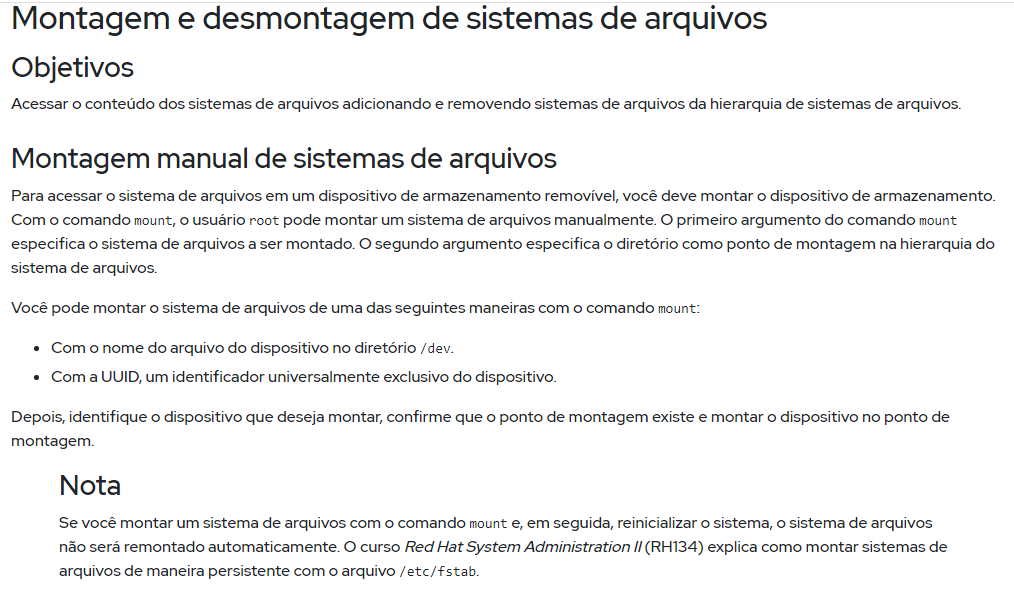 Montagem e desmontagem de sistemas de arquivos
Objetivos
Acessar o conteúdo dos sistemas de arquivos adicionando e removendo sistemas de arquivos da hierarquia de sistemas de arquivos.
Montagem manual de sistemas de arquivos
Para acessar o sistema de arquivos em um dispositivo de armazenamento removível, você deve montar o dispositivo de armazenamento.
Com o comando mount, o usuário root pode montar um sistema de arquivos manualmente. O primeiro argumento do comando mount
especifica o sistema de arquivos a ser montado. O segundo argumento especifica o diretório como ponto de montagem na hierarquia do
sistema de arquivos.
Você pode montar o sistema de arquivos de uma das seguintes maneiras com o comando mount:
• Com o nome do arquivo do dispositivo no diretório /dev.
• Com a UUID, um identificador universalmente exclusivo do dispositivo.
Depois, identifique o dispositivo que deseja montar, confirme que o ponto de montagem existe e montar o dispositivo no ponto de
montagem.
Nota
Se você montar um sistema de arquivos com o comando mount e, em seguida, reinicializar o sistema, o sistema de arquivos
não será remontado automaticamente. O curso Red Hat System Administration II (RH134) explica como montar sistemas de
arquivos de maneira persistente com o arquivo /etc/fstab.